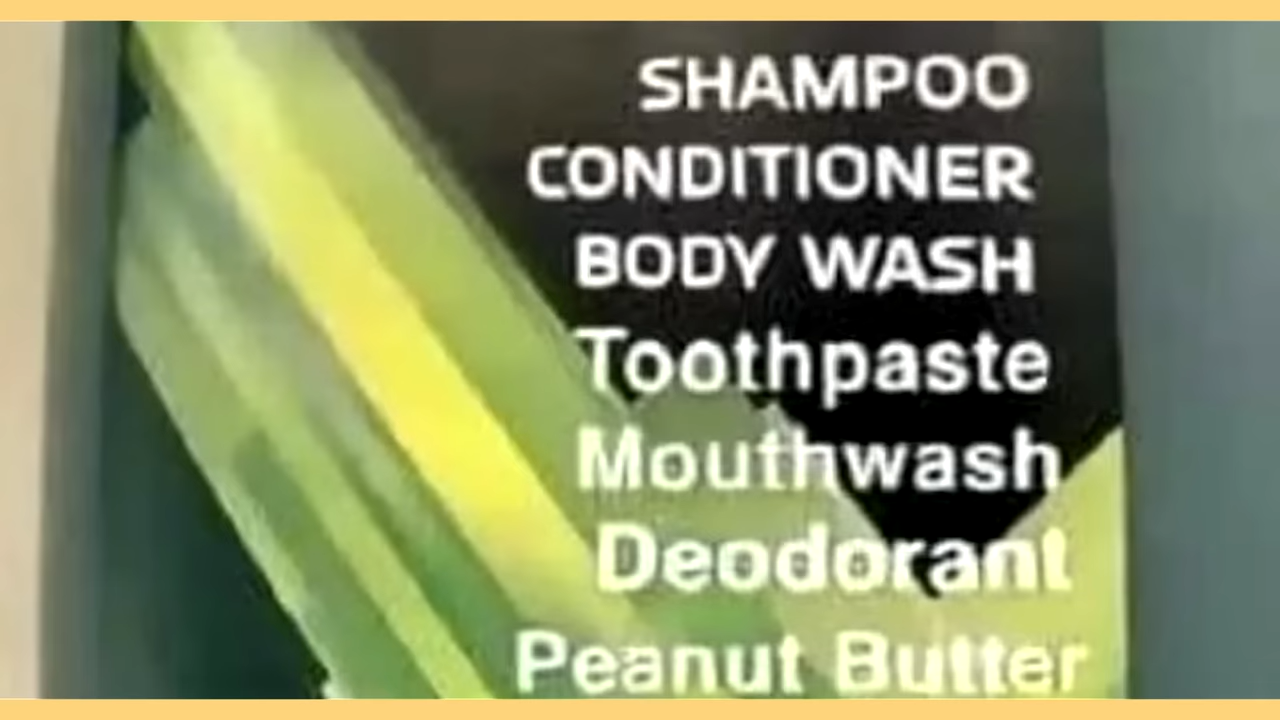 SHAMPOO
CONDITIONER
BODY WASH
Toothpaste
Mouthwash
Deodorant
Peanut Butter